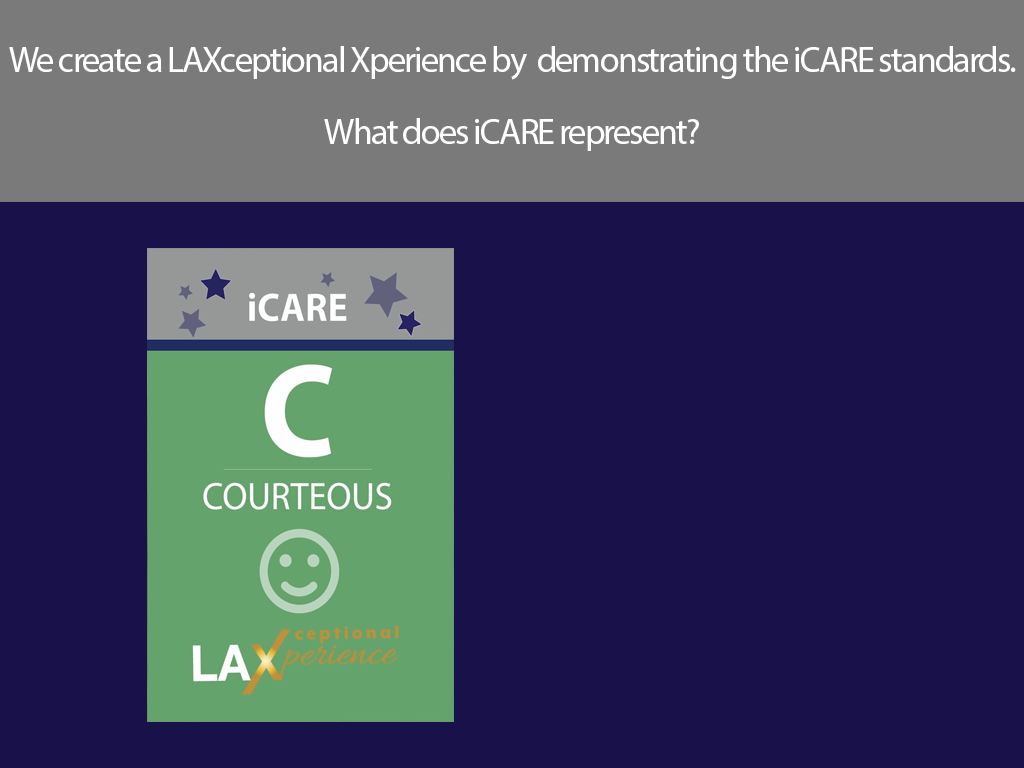 We create a LAXceptional Xperience by demonstrating the iCARE standards.
What does iCARE represent?
iCARE
C
COURTEOUS
LAXceptional
Xperience